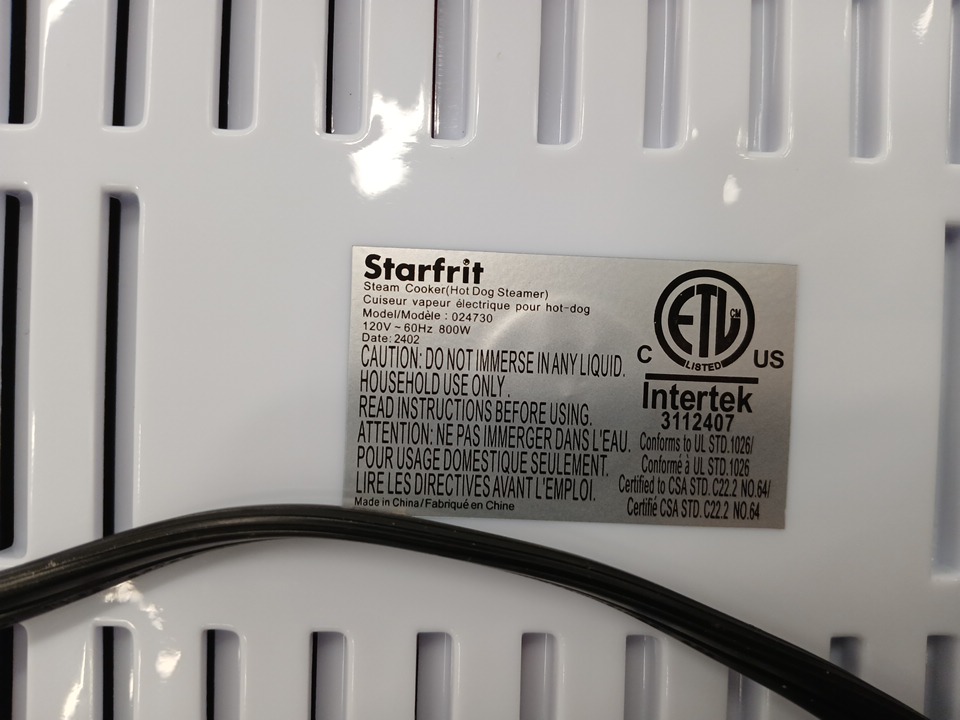 Starfrit
Steam Cooker(Hot Dog Steamer)
Cuiseur vapeur électrique pour hot-dog
Model/Modèle : 024730
120V ~ 60Hz 800W
Date: 2402
CAUTION: DO NOT IMMERSE IN ANY LIQUID.
HOUSEHOLD USE ONLY.
READ INSTRUCTIONS BEFORE USING.
ATTENTION: NE PAS IMMERGER DANS L'EAU.
POUR USAGE DOMESTIQUE SEULEMENT.
LIRE LES DIRECTIVES AVANT L'EMPLOI.
Made in China/Fabriqué en Chine
ETL CM
LISTED
C US
Intertek
3112407
Conforms to UL STD.1026/
Conformé à UL STD.1026
Certified to CSA STD. C22.2 NO.64/
Certifié CSA STD. C22.2 NO.64